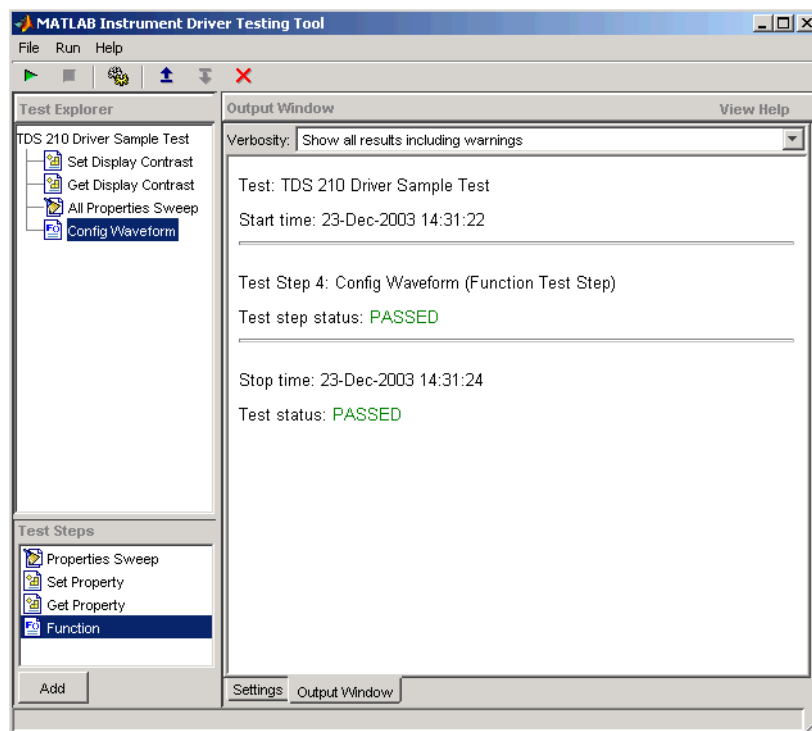 MATLAB Instrument Driver Testing Tool
File Run Help
Test Explorer
TDS 210 Driver Sample Test
Set Display Contrast
Get Display Contrast
All Properties Sweep
Config Waveform
Test Steps
Properties Sweep
Set Property
Get Property
Function
Add
Output Window View Help
Verbosity: Show all results including warnings
Test: TDS 210 Driver Sample Test
Start time: 23-Dec-2003 14:31:22
Test Step 4: Config Waveform (Function Test Step)
Test step status: PASSED
Stop time: 23-Dec-2003 14:31:24
Test status: PASSED
Settings Output Window